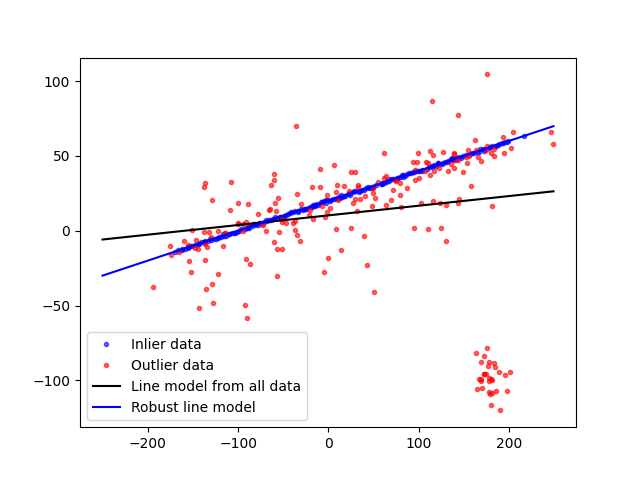 100
50
0
−50
−100
Inlier data
Outlier data
Line model from all data
Robust line model
−200 −100 0 100 200